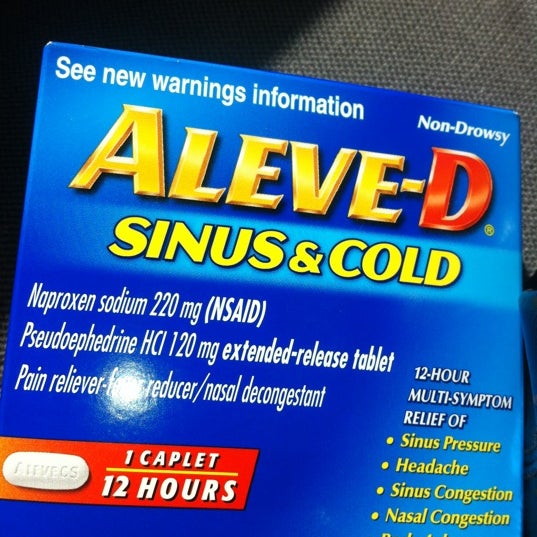 See new warnings information
Non-Drowsy
ALEVE-D®
SINUS & COLD
Naproxen sodium 220 mg (NSAID)
Pseudoephedrine HCl 120 mg extended-release tablet
Pain reliever- reducer/nasal decongestant
12-HOUR
MULTI-SYMPTOM
RELIEF OF
• Sinus Pressure
• Headache
• Sinus Congestion
• Nasal Congestion
ALEVECS
1 CAPLET
12 HOURS